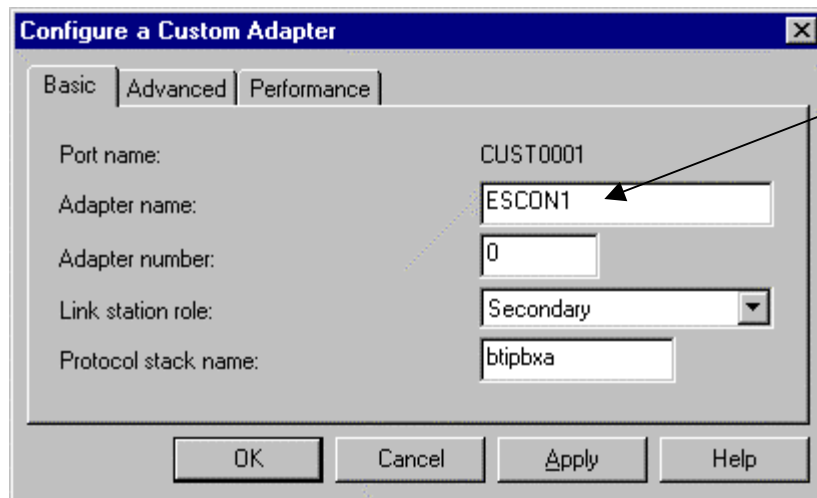 Configure a Custom Adapter
Basic Advanced Performance
Port name: CUST0001
Adapter name: ESCON1
Adapter number: 0
Link station role: Secondary
Protocol stack name: btipbxa
OK Cancel Apply Help